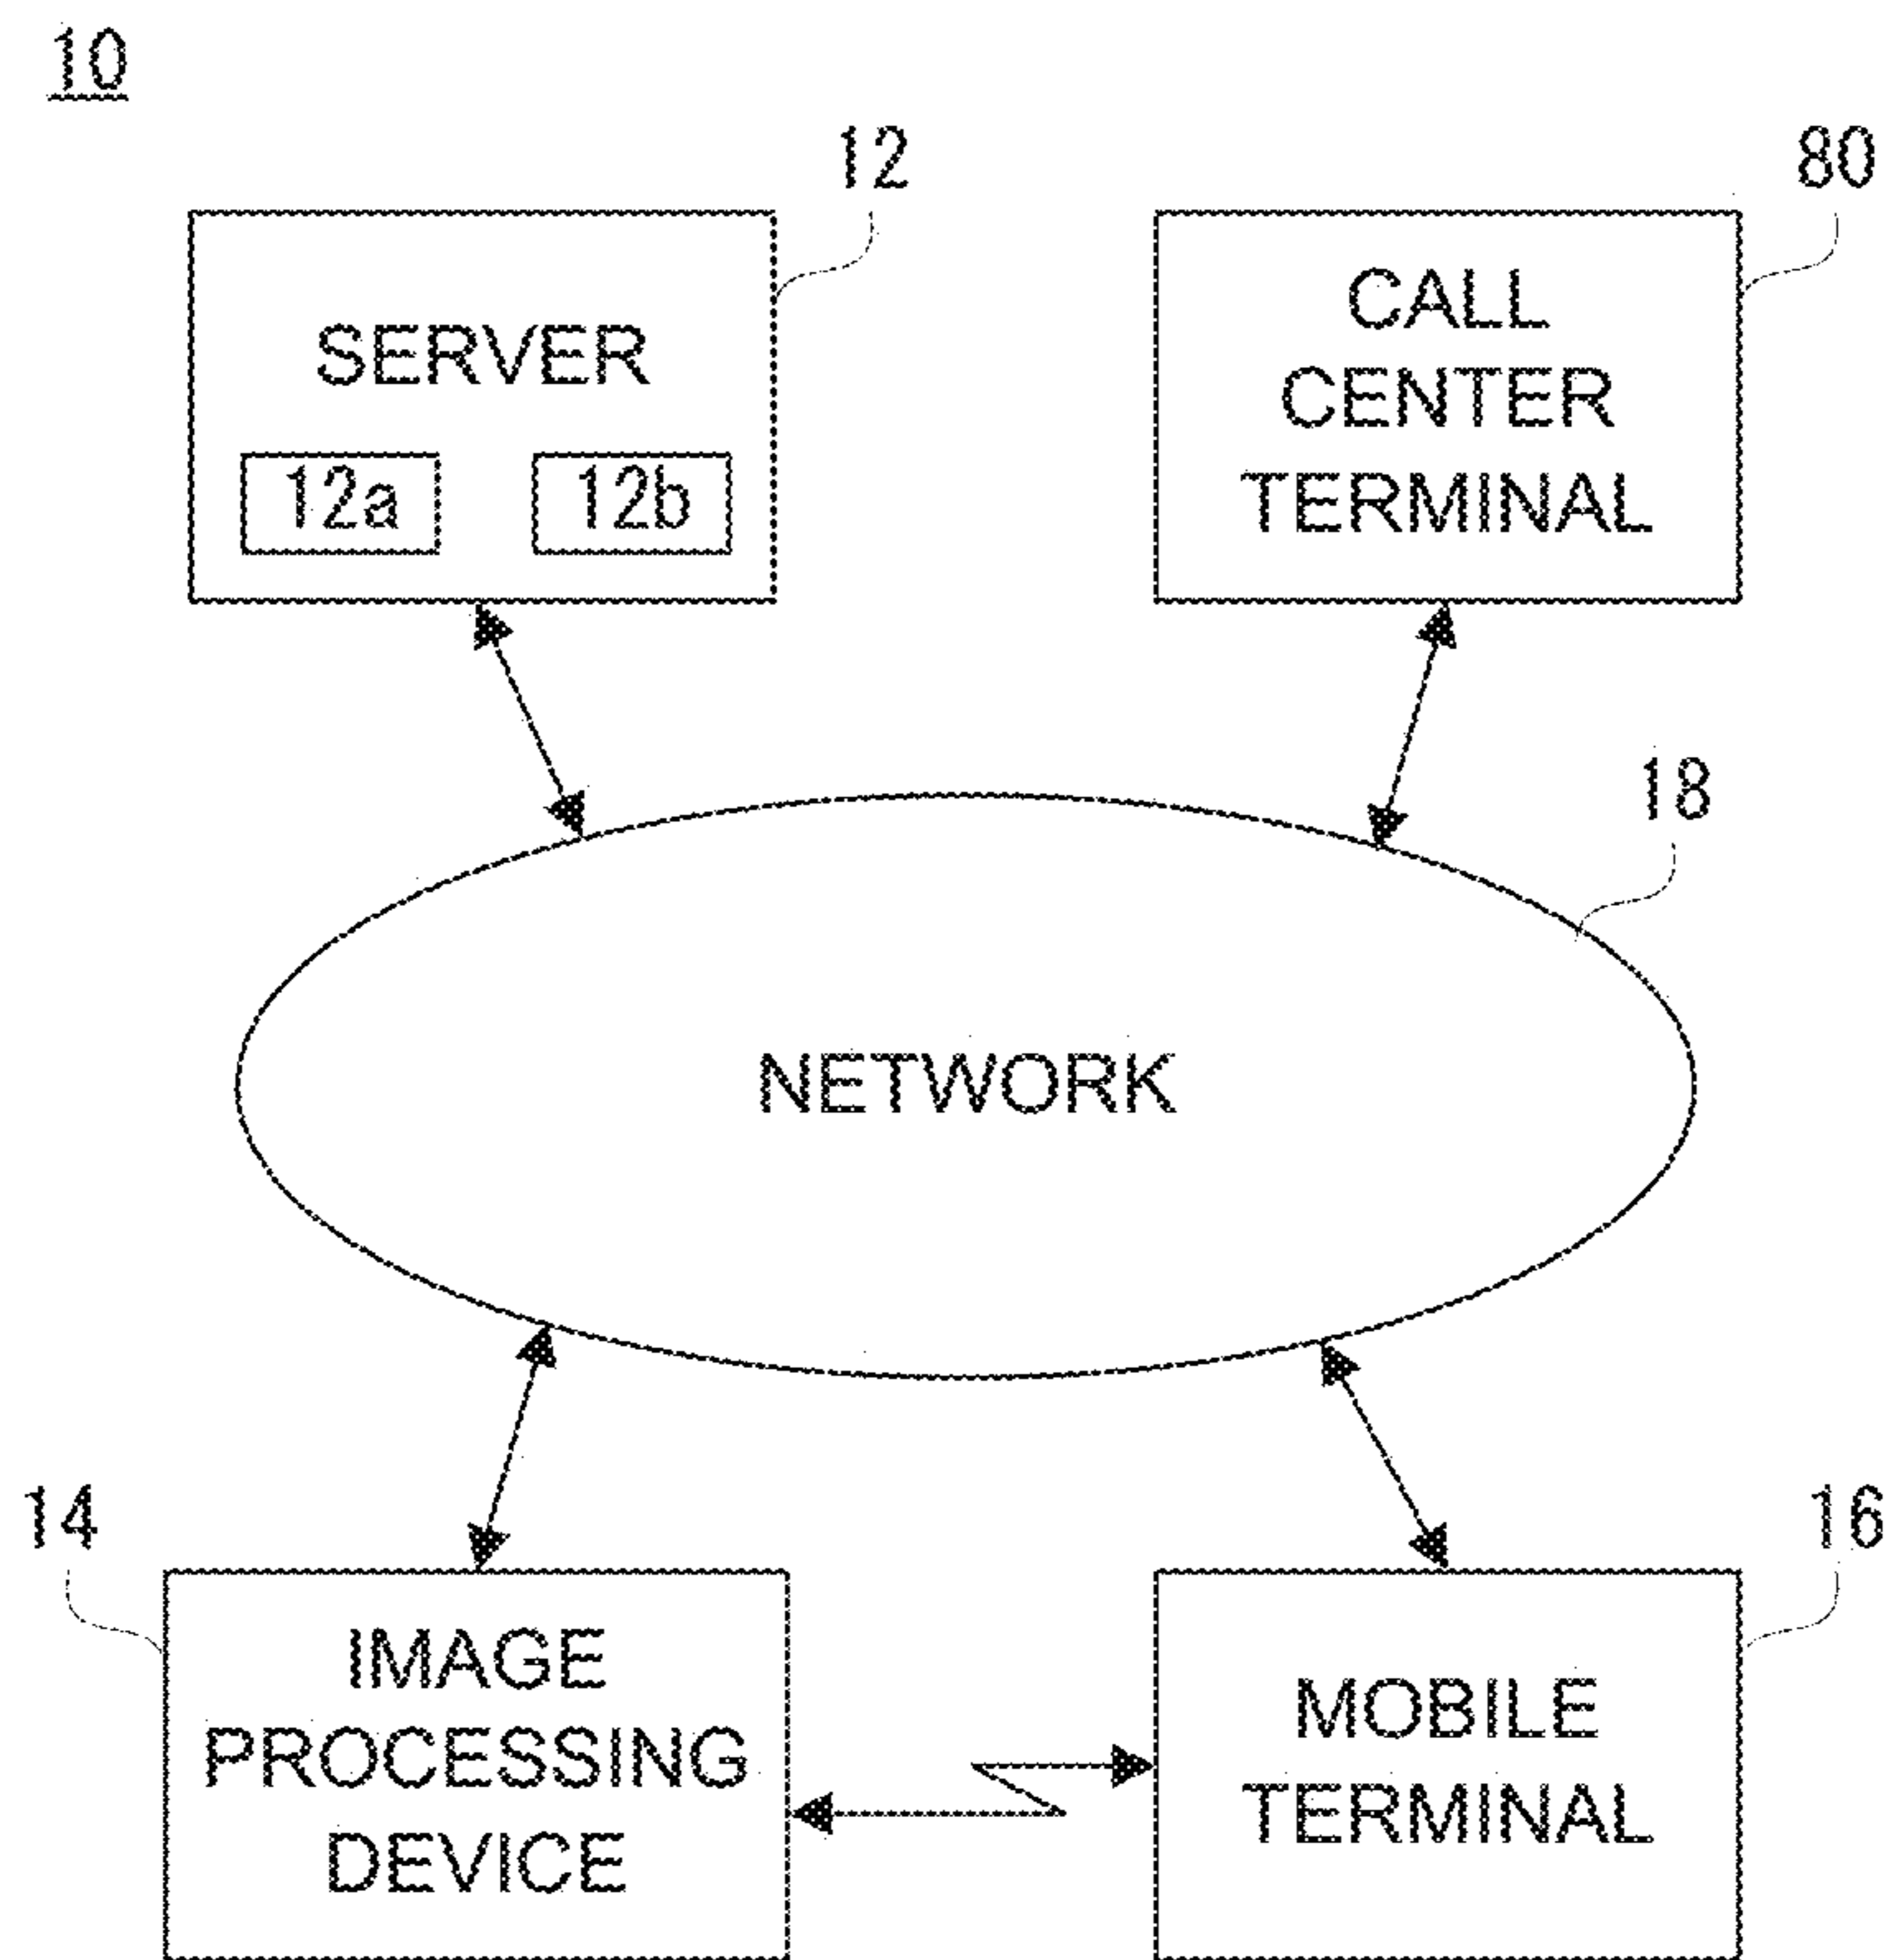 10
12
80
SERVER
12a
12b
CALL
CENTER
TERMINAL
18
NETWORK
14
16
IMAGE
PROCESSING
DEVICE
MOBILE
TERMINAL